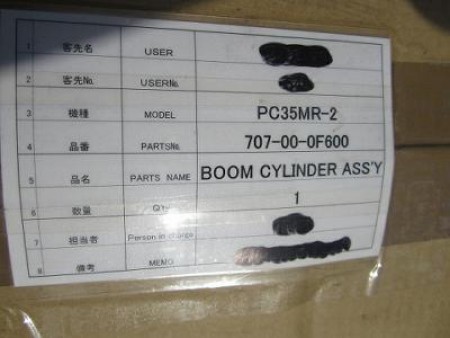 1 客先名 USER
2 客先No. USERNo.
3 機種 MODEL PC35MR-2
4 品番 PARTSNo. 707-00-0F600
5 品名 PARTS NAME BOOM CYLINDER ASS'Y
6 数量 Q'ty 1
7 担当者 Person in charge
8 備考 MEMO